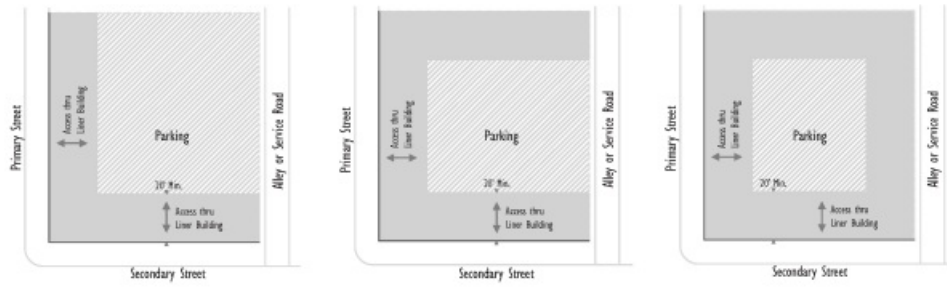 Primary Street
Access thru
Liner Building
Parking
20' Min.
Access thru
Liner Building
Alley or Service Road
Secondary Street
Primary Street
Access thru
Liner Building
Parking
20' Min.
Access thru
Liner Building
Alley or Service Road
Secondary Street
Primary Street
Access thru
Liner Building
Parking
20' Min.
Access thru
Liner Building
Alley or Service Road
Secondary Street